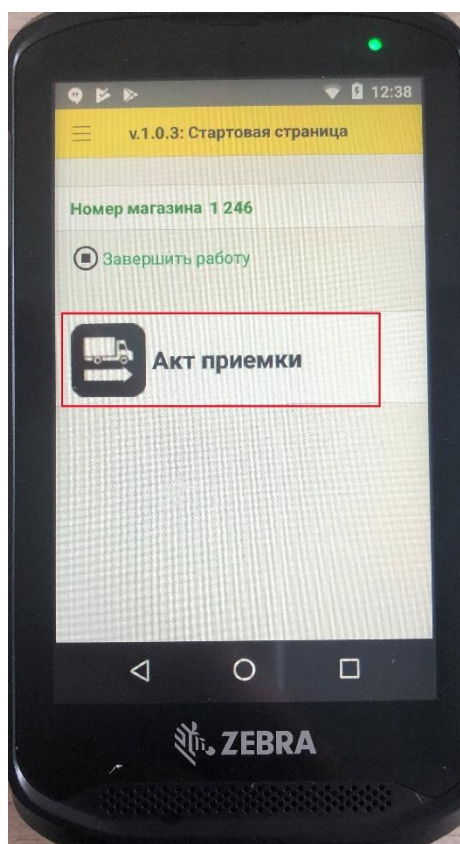 12:38
v.1.0.3: Стартовая страница
Номер магазина 1 246
Завершить работу
Акт приемки
ZEBRA